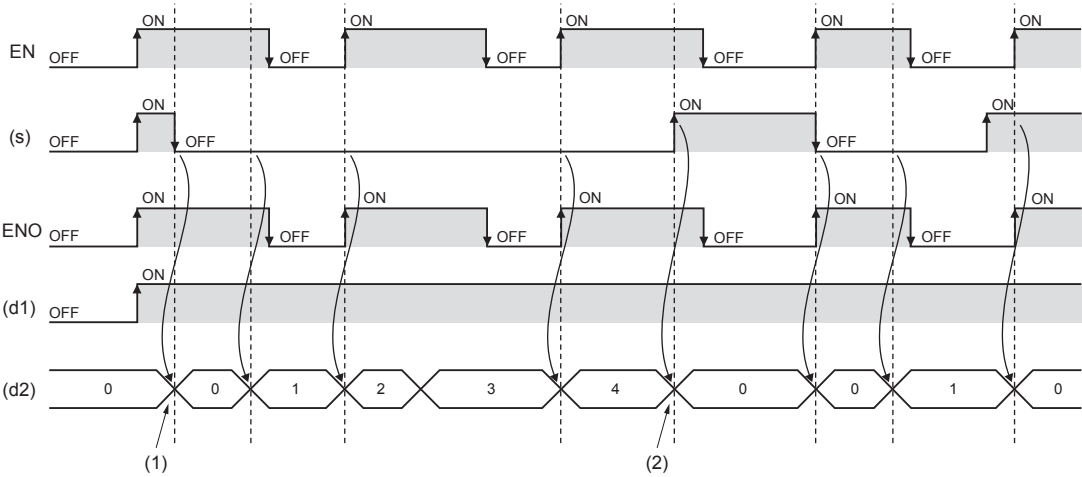 ON ON ON ON ON
EN OFF OFF OFF OFF OFF
ON ON ON
(s) OFF OFF OFF
ON ON ON ON ON
ENO OFF OFF OFF OFF OFF
ON
(d1) OFF
(d2) 0 0 1 2 3 4 0 0 1 0
(1) (2)